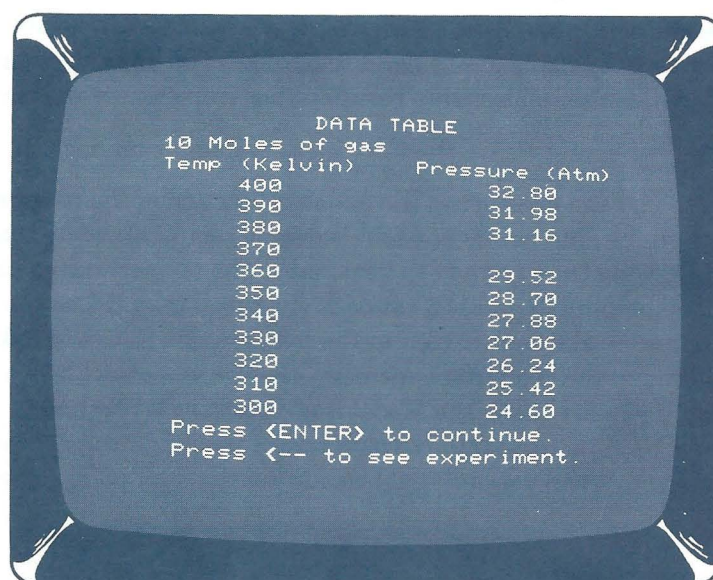 DATA TABLE
10 Moles of gas
Temp (Kelvin) Pressure (Atm)
400 32.80
390 31.98
380 31.16
370
360 29.52
350 28.70
340 27.88
330 27.06
320 26.24
310 25.42
300 24.60
Press <ENTER> to continue.
Press <-- to see experiment.